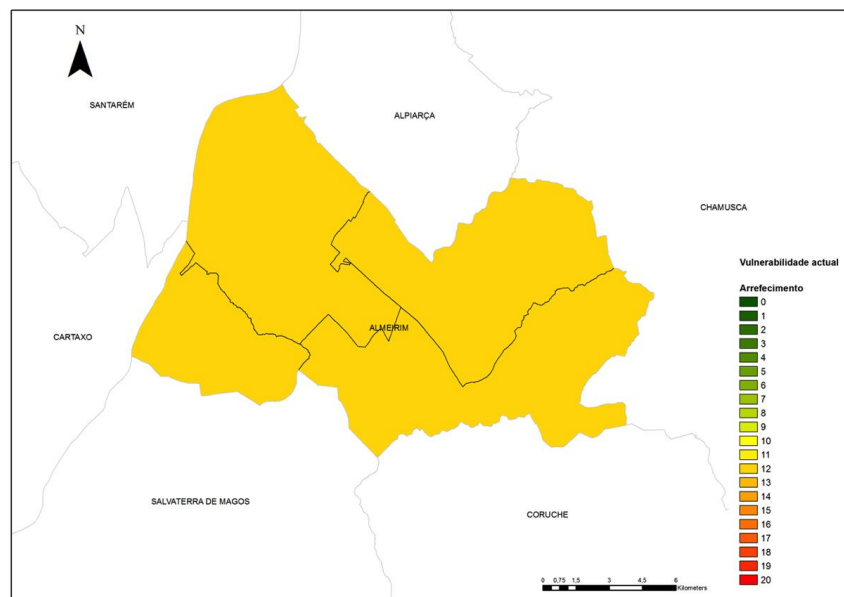 N
SANTARÉM
ALPIARÇA
CHAMUSCA
CARTAXO
ALMEIRIM
SALVATERRA DE MAGOS
CORUCHE
Vulnerabilidade actual
Arrefecimento
0
1
2
3
4
5
6
7
8
9
10
11
12
13
14
15
16
17
18
19
20
0 0,75 1,5 3 4,5 6
Kilometers